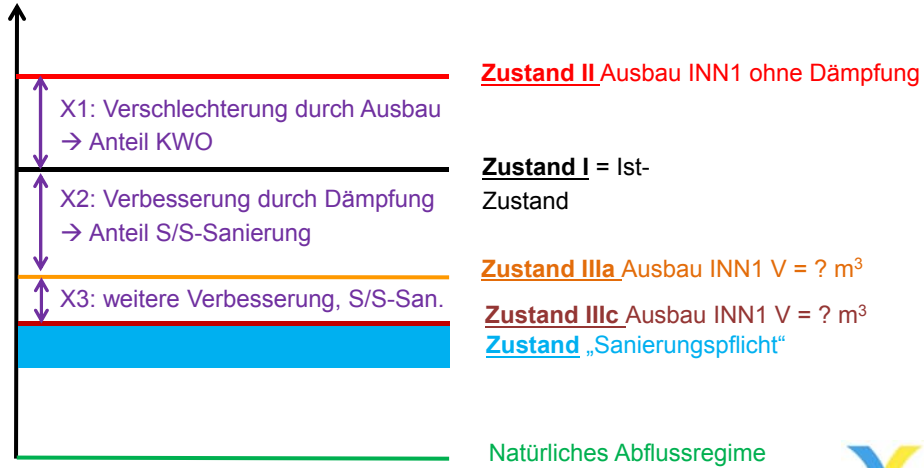 Zustand II Ausbau INN1 ohne Dämpfung
X1: Verschlechterung durch Ausbau
→ Anteil KWO
Zustand I = Ist-
Zustand
X2: Verbesserung durch Dämpfung
→ Anteil S/S-Sanierung
Zustand IIIa Ausbau INN1 V = ? m³
X3: weitere Verbesserung, S/S-San.
Zustand IIIc Ausbau INN1 V = ? m³
Zustand „Sanierungspflicht“
Natürliches Abflussregime